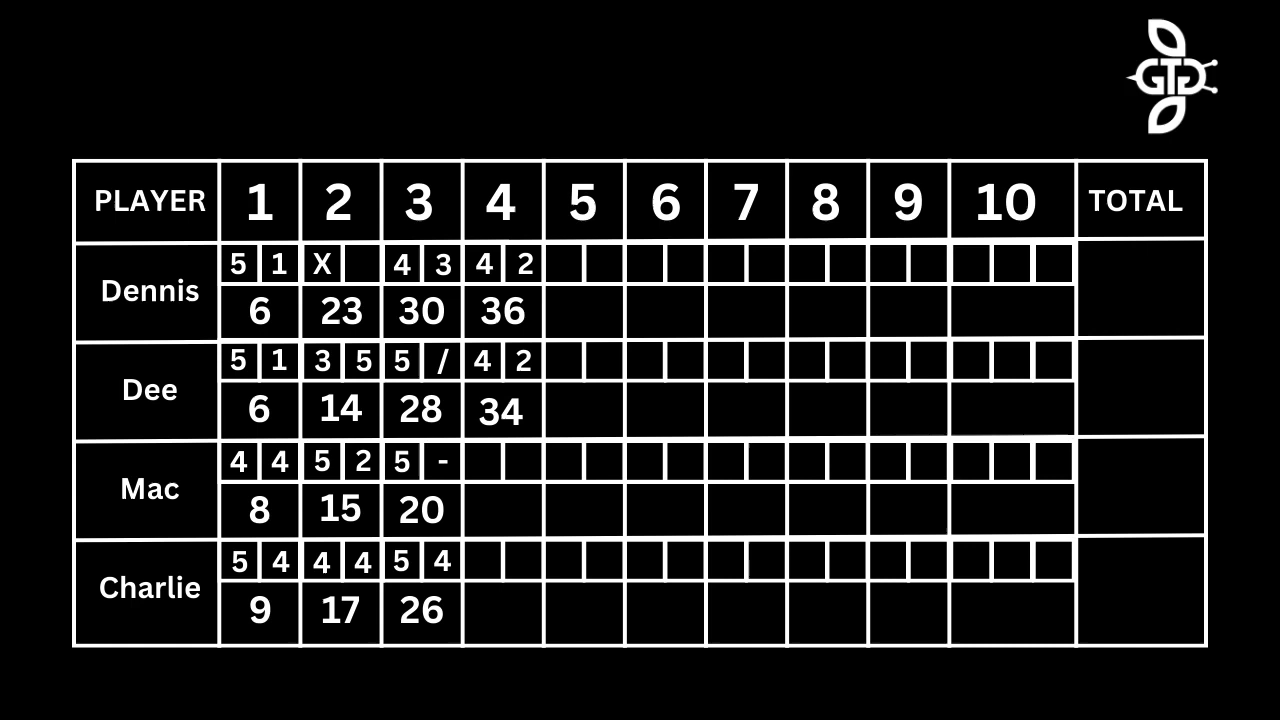 GTG
PLAYER 1 2 3 4 5 6 7 8 9 10 TOTAL
5 1 X 4 3 4 2
Dennis
6 23 30 36
5 1 3 5 5 / 4 2
Dee
6 14 28 34
4 4 5 2 5 -
Mac
8 15 20
5 4 4 4 5 4
Charlie
9 17 26